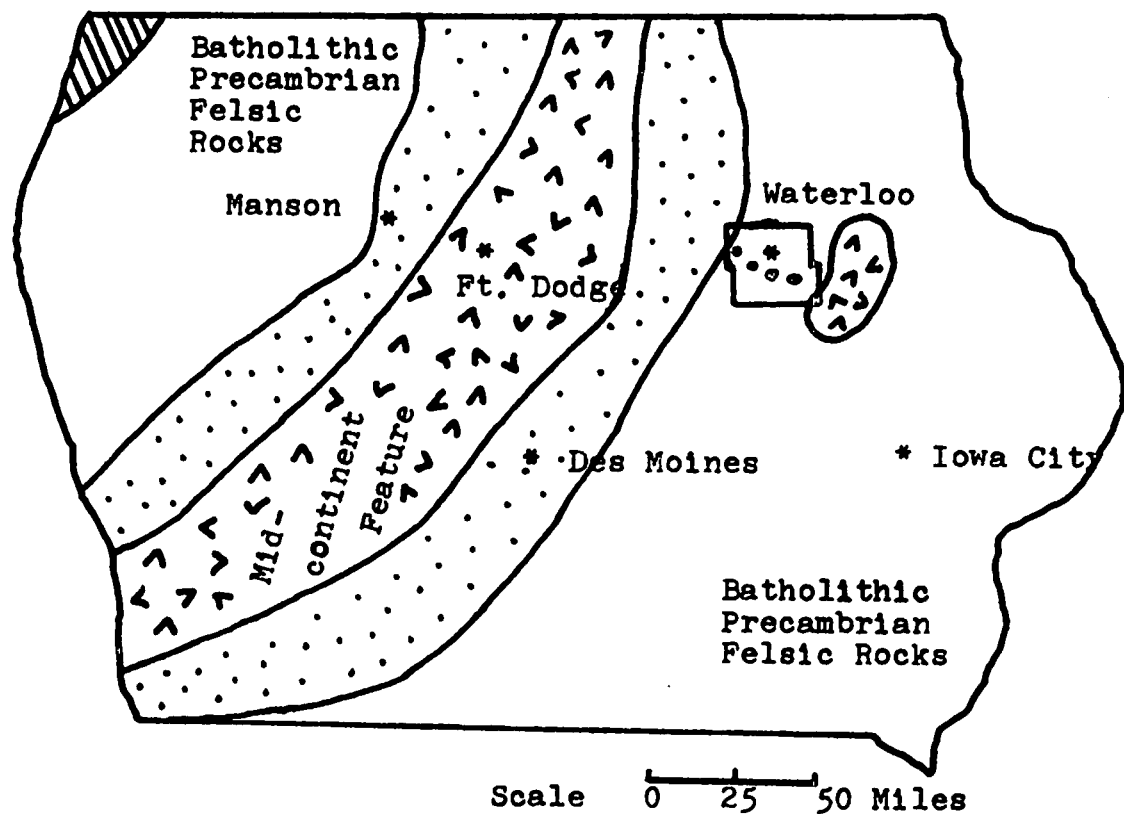 Batholithic
Precambrian
Felsic
Rocks
Manson
*
Waterloo
*
*
Ft. Dodge
Mid-
continent
Feature
* Des Moines
* Iowa City
Batholithic
Precambrian
Felsic Rocks
Scale 0 25 50 Miles